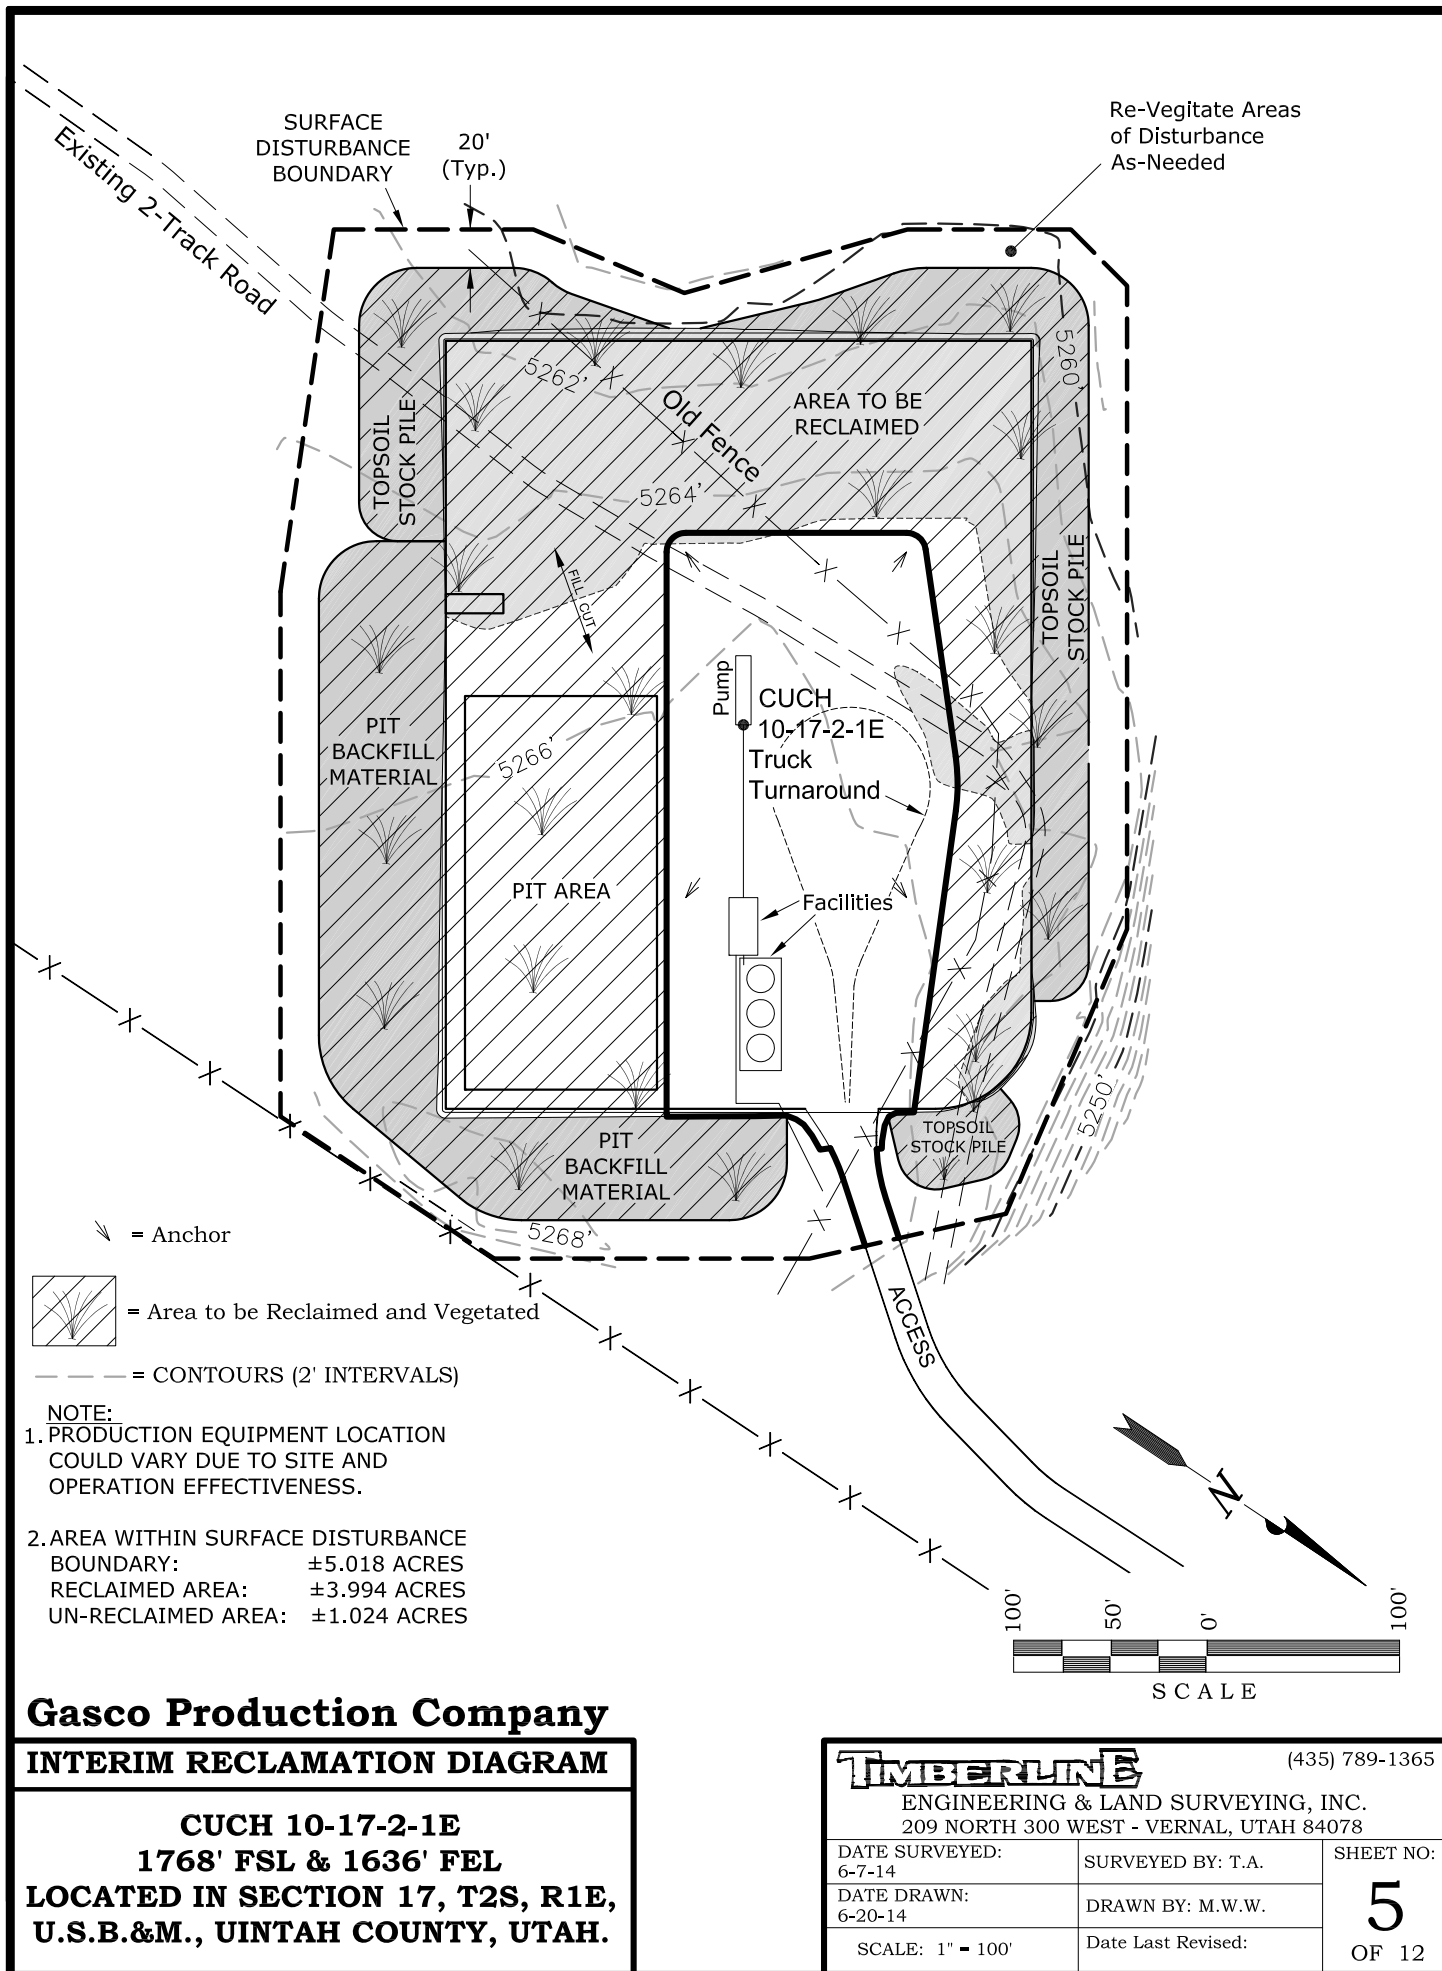 SURFACE
DISTURBANCE
BOUNDARY
20'
(Typ.)
Re-Vegitate Areas
of Disturbance
As-Needed
Existing 2-Track Road
5260'
5262'
Old Fence
AREA TO BE
RECLAIMED
TOPSOIL
STOCK PILE
5264'
FILL CUT
TOPSOIL
STOCK PILE
Pump
CUCH
10-17-2-1E
Truck
Turnaround
PIT
BACKFILL
MATERIAL
5266'
PIT AREA
Facilities
5250'
TOPSOIL
STOCK PILE
PIT
BACKFILL
MATERIAL
5268'
ACCESS
= Anchor
= Area to be Reclaimed and Vegetated
= CONTOURS (2' INTERVALS)
NOTE:
1. PRODUCTION EQUIPMENT LOCATION
COULD VARY DUE TO SITE AND
OPERATION EFFECTIVENESS.
2. AREA WITHIN SURFACE DISTURBANCE
BOUNDARY: ±5.018 ACRES
RECLAIMED AREA: ±3.994 ACRES
UN-RECLAIMED AREA: ±1.024 ACRES
N
100' 50' 0' 100'
SCALE
Gasco Production Company
INTERIM RECLAMATION DIAGRAM
CUCH 10-17-2-1E
1768' FSL & 1636' FEL
LOCATED IN SECTION 17, T2S, R1E,
U.S.B.&M., UINTAH COUNTY, UTAH.
TIMBERLINE
(435) 789-1365
ENGINEERING & LAND SURVEYING, INC.
209 NORTH 300 WEST - VERNAL, UTAH 84078
DATE SURVEYED:
6-7-14
SURVEYED BY: T.A.
DATE DRAWN:
6-20-14
DRAWN BY: M.W.W.
SCALE: 1" = 100'
Date Last Revised:
SHEET NO:
5
OF 12